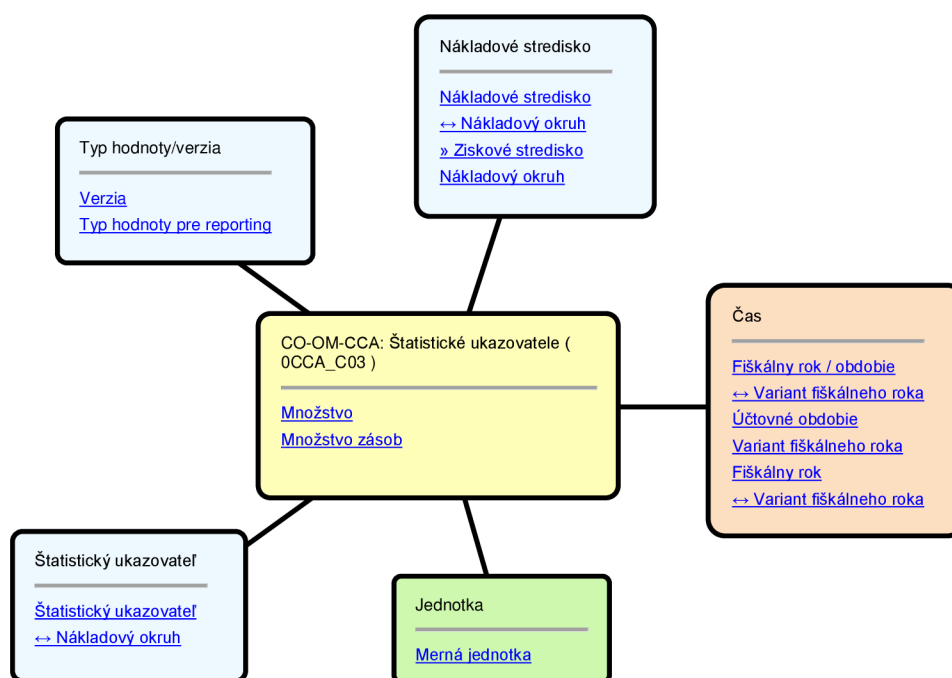 Nákladové stredisko
Nákladové stredisko
↔ Nákladový okruh
» Ziskové stredisko
Nákladový okruh
Typ hodnoty/verzia
Verzia
Typ hodnoty pre reporting
CO-OM-CCA: Štatistické ukazovatele (
0CCA_C03 )
Množstvo
Množstvo zásob
Čas
Fiškálny rok / obdobie
↔ Variant fiškálneho roka
Účtovné obdobie
Variant fiškálneho roka
Fiškálny rok
↔ Variant fiškálneho roka
Štatistický ukazovateľ
Štatistický ukazovateľ
↔ Nákladový okruh
Jednotka
Merná jednotka